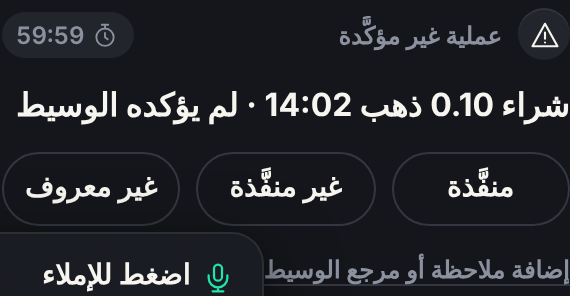 عملية غير مؤكَّدة
59:59
شراء 0.10 ذهب 14:02 · لم يؤكده الوسيط
منفَّذة
غير منفَّذة
غير معروف
إضافة ملاحظة أو مرجع الوسيط
اضغط للإملاء